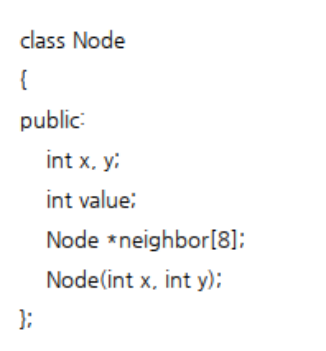 class Node
{
public:
int x, y;
int value;
Node *neighbor[8];
Node(int x, int y);
};